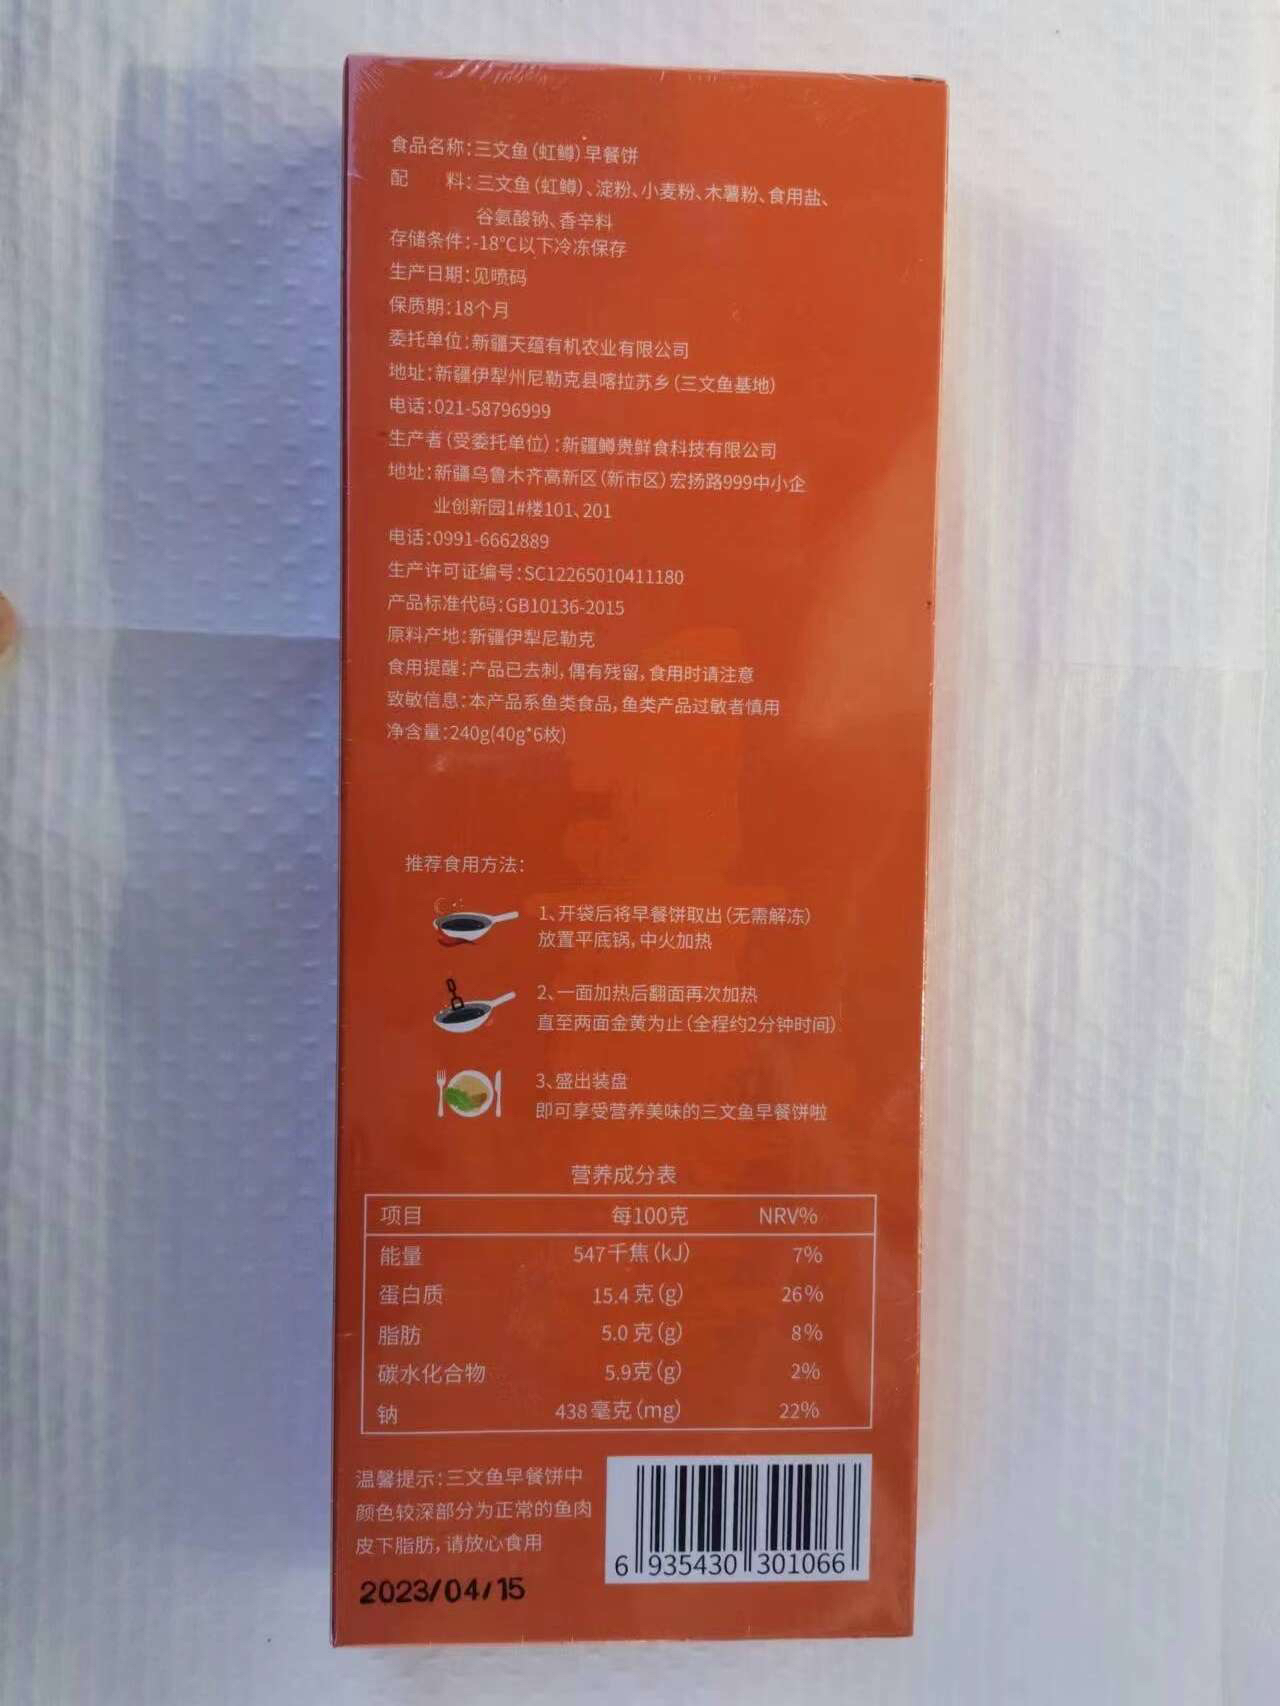 食品名称:三文鱼(虹鳟)早餐饼
配 料:三文鱼(虹鳟)、淀粉、小麦粉、木薯粉、食用盐、
谷氨酸钠、香辛料
存储条件:-18℃以下冷冻保存
生产日期:见喷码
保质期:18个月
委托单位:新疆天蕴有机农业有限公司
地址:新疆伊犁州尼勒克县喀拉苏乡(三文鱼基地)
电话:021-58796999
生产者(受委托单位):新疆鳟贵鲜食科技有限公司
地址:新疆乌鲁木齐高新区(新市区)宏扬路999中小企
业创新园1#楼101、201
电话:0991-6662889
生产许可证编号:SC12265010411180
产品标准代码:GB10136-2015
原料产地:新疆伊犁尼勒克
食用提醒:产品已去刺,偶有残留,食用时请注意
致敏信息:本产品系鱼类食品,鱼类产品过敏者慎用
净含量:240g(40g*6枚)
推荐食用方法:
1、开袋后将早餐饼取出(无需解冻)
放置平底锅,中火加热
2、一面加热后翻面再次加热
直至两面金黄为止(全程约2分钟时间)
3、盛出装盘
即可享受营养美味的三文鱼早餐饼啦
营养成分表
项目 每100克 NRV%
能量 547千焦(kJ) 7%
蛋白质 15.4克(g) 26%
脂肪 5.0克(g) 8%
碳水化合物 5.9克(g) 2%
钠 438毫克(mg) 22%
温馨提示:三文鱼早餐饼中
颜色较深部分为正常的鱼肉
皮下脂肪,请放心食用
2023/04/15
6 935430 301066